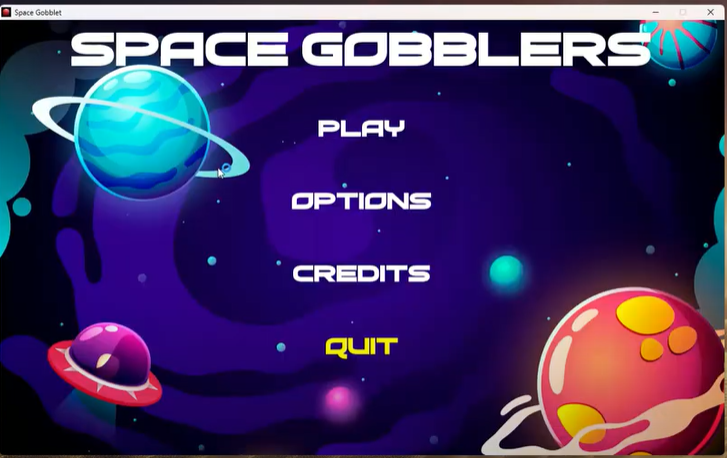 Space Gobblet
SPACE GOBBLERS
PLAY
OPTIONS
CREDITS
QUIT